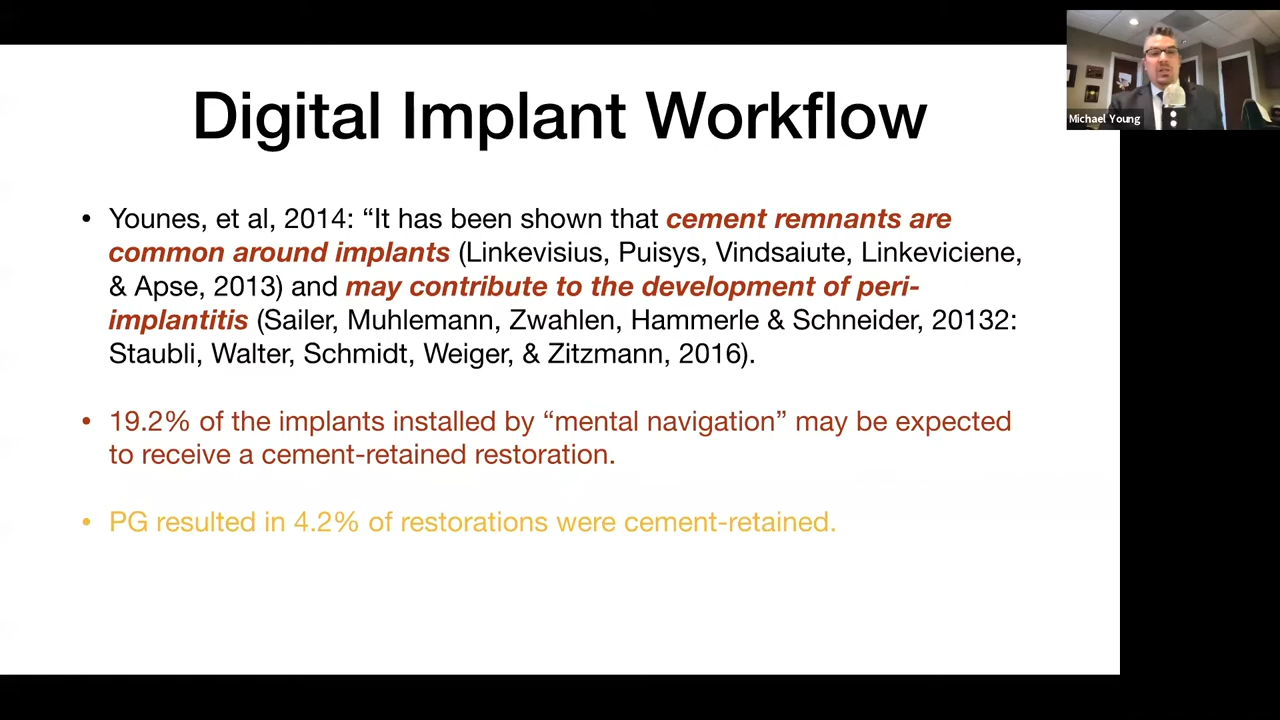 Digital Implant Workflow
• Younes, et al, 2014: “It has been shown that cement remnants are
common around implants (Linkevisius, Puisys, Vindsaiute, Linkeviciene,
& Apse, 2013) and may contribute to the development of peri-
implantitis (Sailer, Muhlemann, Zwahlen, Hammerle & Schneider, 20132:
Staubli, Walter, Schmidt, Weiger, & Zitzmann, 2016).
• 19.2% of the implants installed by “mental navigation” may be expected
to receive a cement-retained restoration.
• PG resulted in 4.2% of restorations were cement-retained.
Michael Young